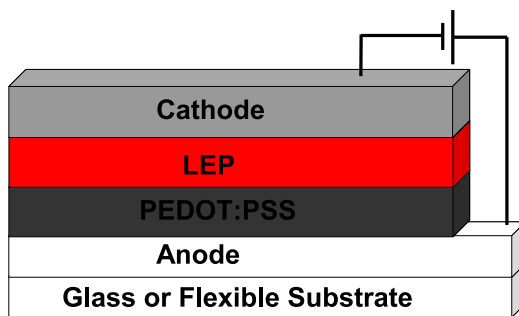 Cathode
LEP
PEDOT:PSS
Anode
Glass or Flexible Substrate